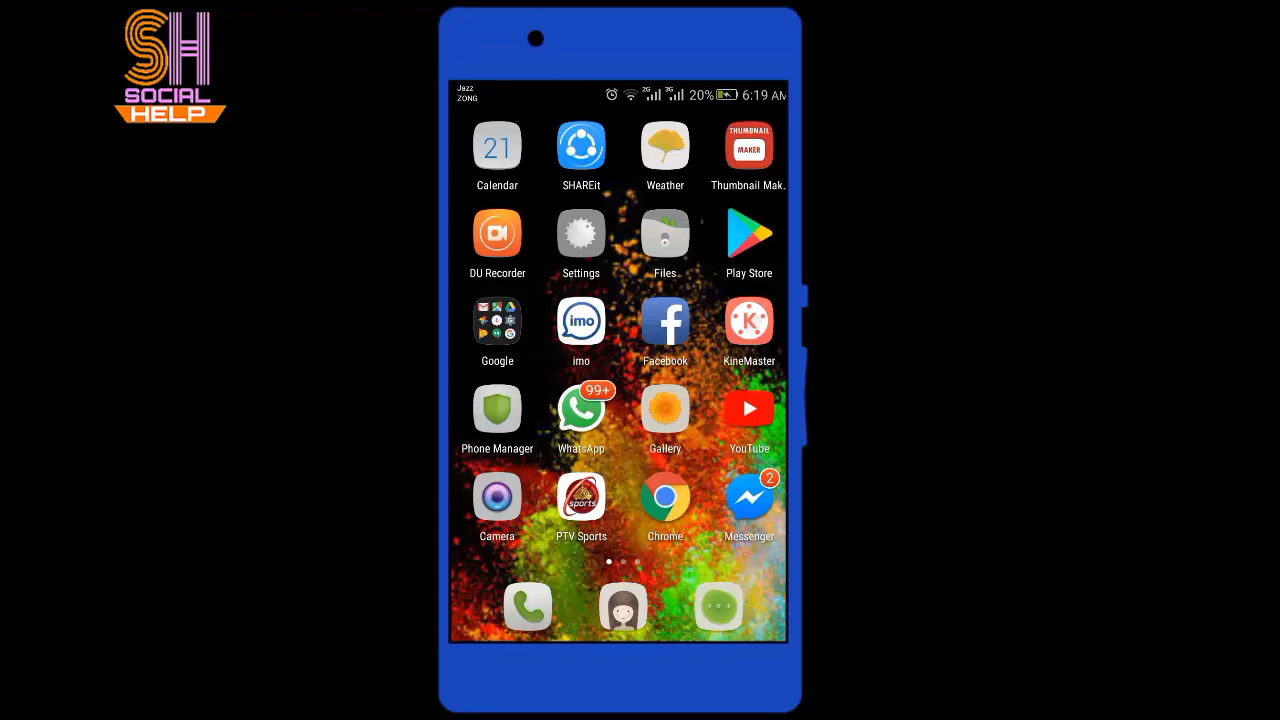 SH
SOCIAL
HELP
Jazz
ZONG
2G 3G 20% 6:19 AM
21
THUMBNAIL
MAKER
Calendar SHAREit Weather Thumbnail Mak.
DU Recorder Settings Files Play Store
imo
f
K
Google imo Facebook KineMaster
99+
Phone Manager WhatsApp Gallery YouTube
sports
2
Camera PTV Sports Chrome Messenger